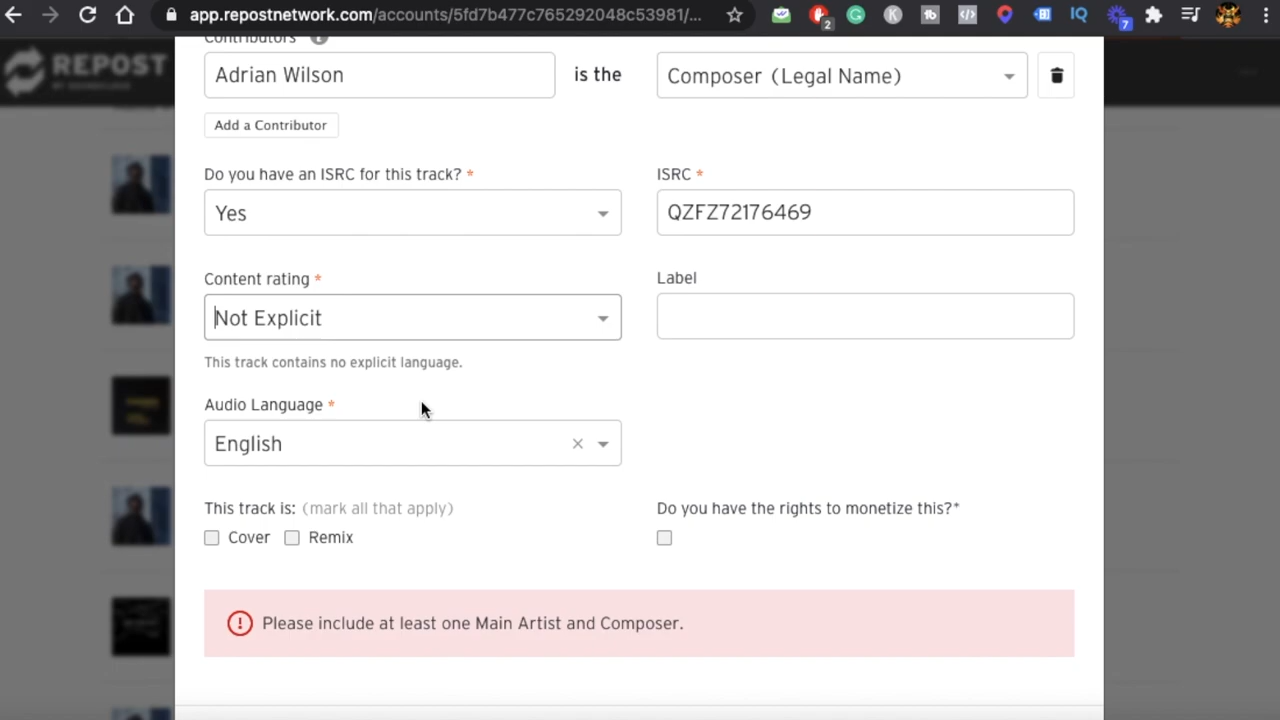 app.repostnetwork.com/accounts/5fd7b477c765292048c53981/...
2
7
REPOST
Contributors
Adrian Wilson
is the
Composer (Legal Name)
Add a Contributor
Do you have an ISRC for this track? *
ISRC *
Yes
QZFZ72176469
Content rating *
Label
Not Explicit
This track contains no explicit language.
Audio Language *
English
This track is: (mark all that apply)
Do you have the rights to monetize this?*
Cover
Remix
Please include at least one Main Artist and Composer.